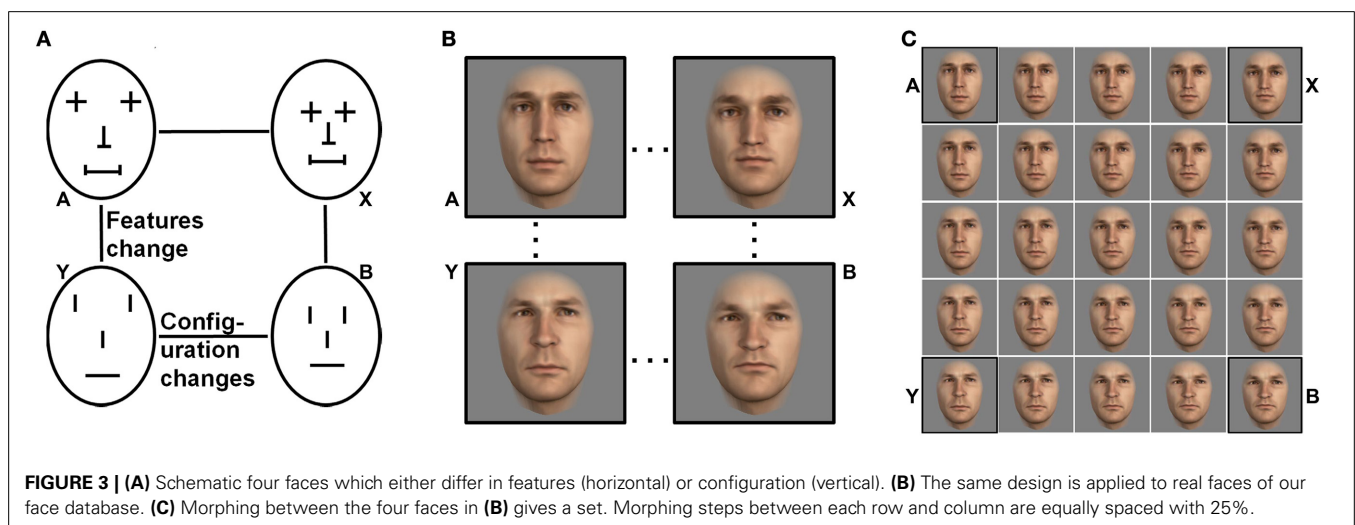 A
B
C
A
X
Features
change
Y
B
Config-
uration
changes
A
X
Y
B
A
X
Y
B
FIGURE 3 | (A) Schematic four faces which either differ in features (horizontal) or configuration (vertical). (B) The same design is applied to real faces of our
face database. (C) Morphing between the four faces in (B) gives a set. Morphing steps between each row and column are equally spaced with 25%.